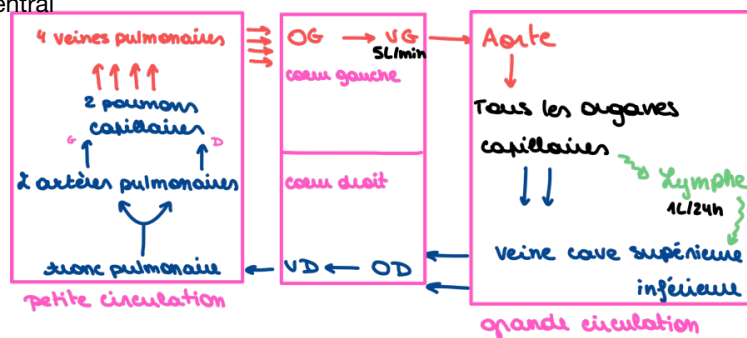 entral
4 veines pulmonaires
2 poumons
capillaires
G
D
2 artères pulmonaires
tronc pulmonaire
petite circulation
OG → VG
5L/min
coeur gauche
coeur droit
VD ← OD
Aorte
Tous les organes
capillaires
Lymphe
1L/24h
veine cave supérieure
inférieure
grande circulation